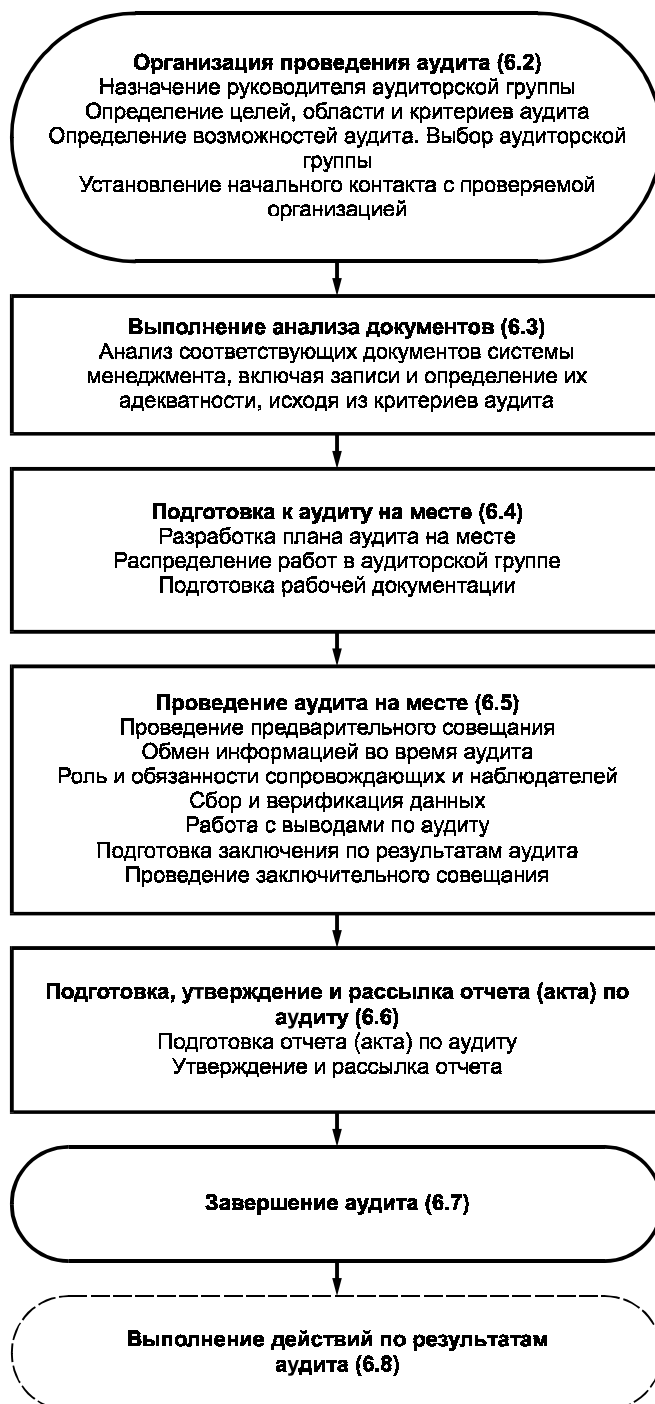 Организация проведения аудита (6.2)
Назначение руководителя аудиторской группы
Определение целей, области и критериев аудита
Определение возможностей аудита. Выбор аудиторской
группы
Установление начального контакта с проверяемой
организацией
Выполнение анализа документов (6.3)
Анализ соответствующих документов системы
менеджмента, включая записи и определение их
адекватности, исходя из критериев аудита
Подготовка к аудиту на месте (6.4)
Разработка плана аудита на месте
Распределение работ в аудиторской группе
Подготовка рабочей документации
Проведение аудита на месте (6.5)
Проведение предварительного совещания
Обмен информацией во время аудита
Роль и обязанности сопровождающих и наблюдателей
Сбор и верификация данных
Работа с выводами по аудиту
Подготовка заключения по результатам аудита
Проведение заключительного совещания
Подготовка, утверждение и рассылка отчета (акта) по
аудиту (6.6)
Подготовка отчета (акта) по аудиту
Утверждение и рассылка отчета
Завершение аудита (6.7)
Выполнение действий по результатам
аудита (6.8)